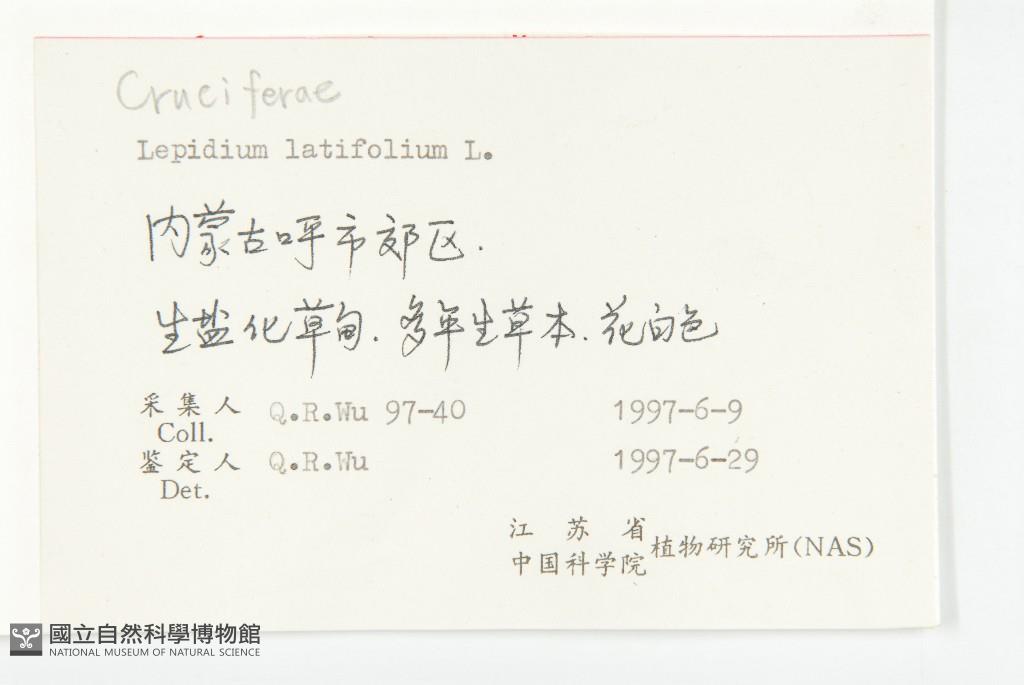 Cruciferae
Lepidium latifolium L.
内蒙古呼市郊区.
生盐化草甸.多年生草本.花白色
采集人 Q.R.Wu 97-40 1997-6-9
Coll.
鉴定人 Q.R.Wu 1997-6-29
Det.
江苏省
中国科学院 植物研究所(NAS)
國立自然科學博物館
NATIONAL MUSEUM OF NATURAL SCIENCE